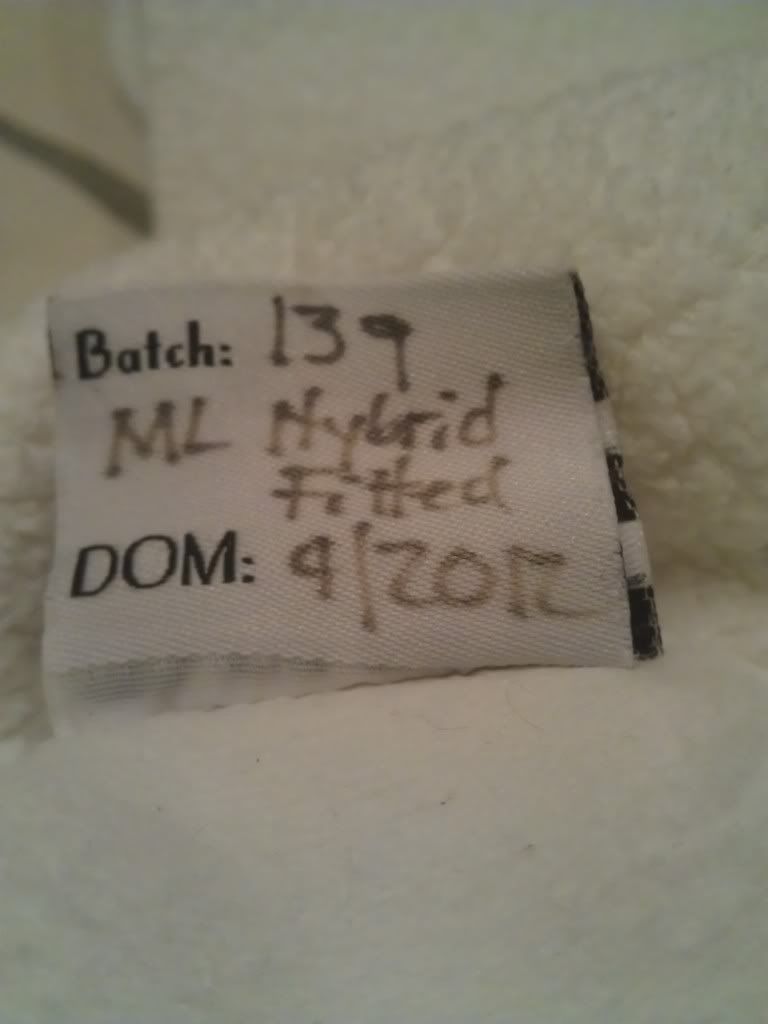 Batch: 139
ML Hybrid
Fitted
DOM: 9/2012